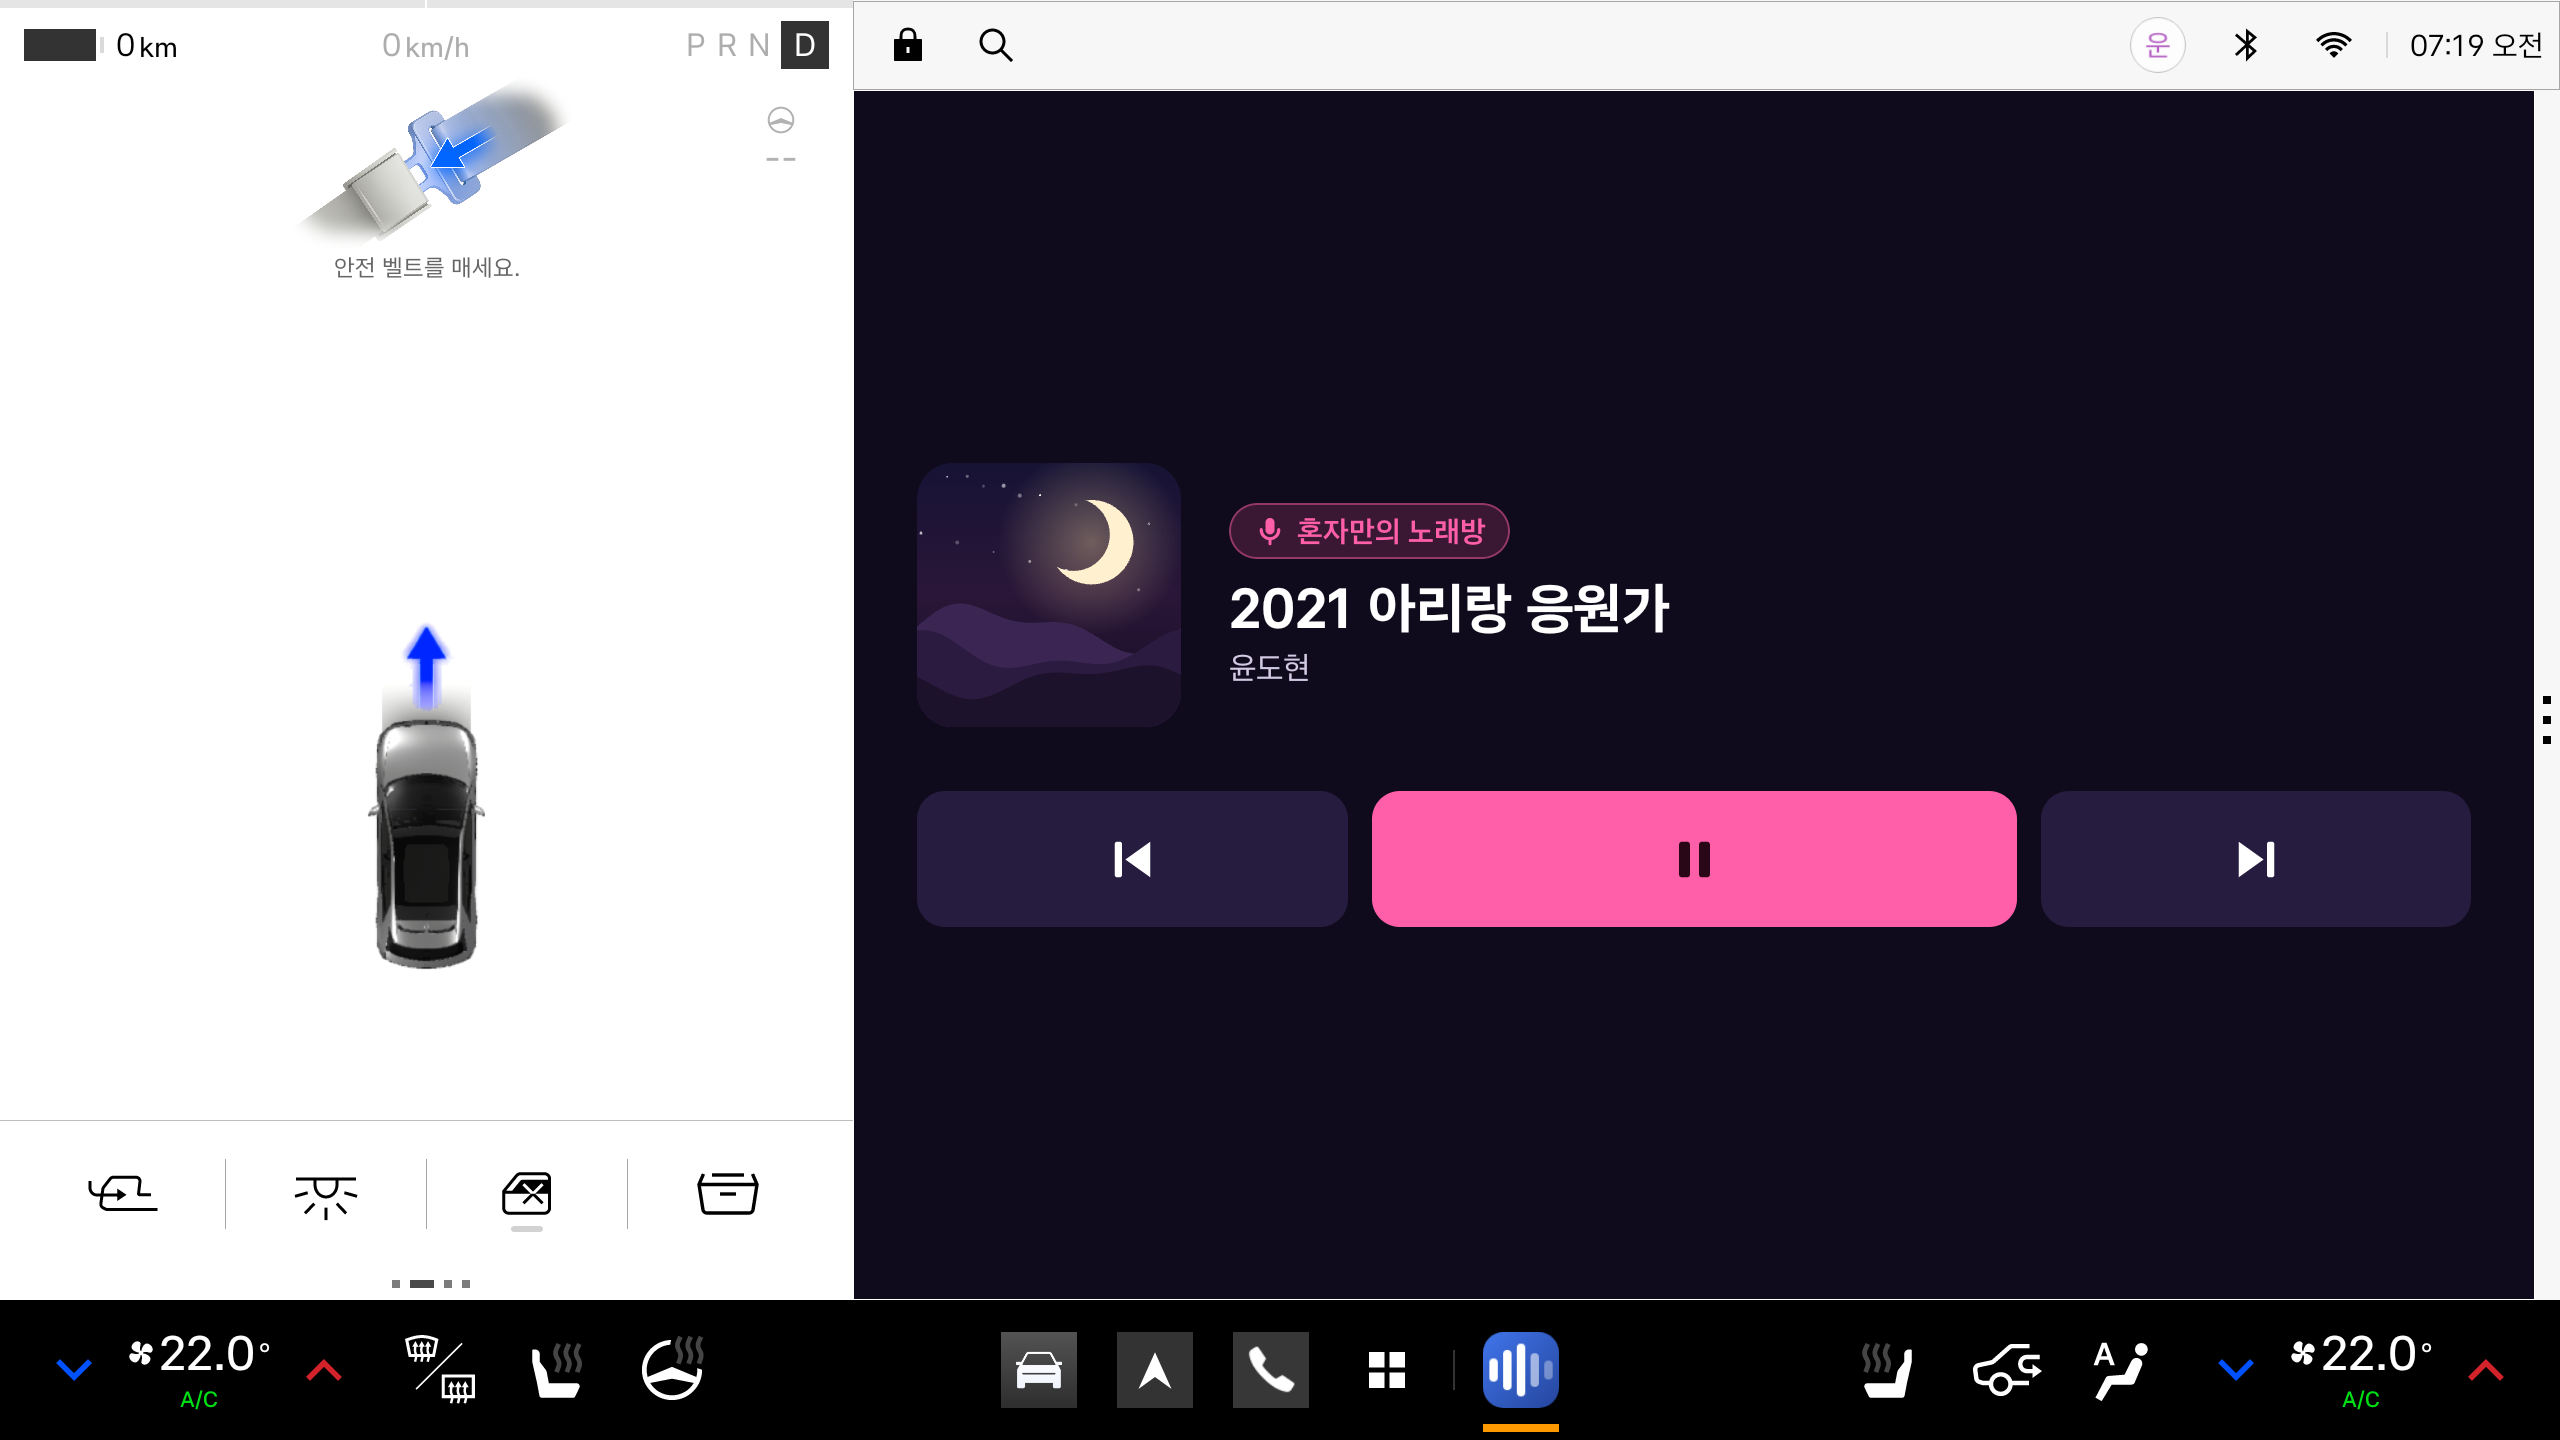 0 km
0 km/h
P R N D
--
안전 벨트를 매세요.
운
07:19 오전
혼자만의 노래방
2021 아리랑 응원가
윤도현
22.0°
A/C
A
22.0°
A/C